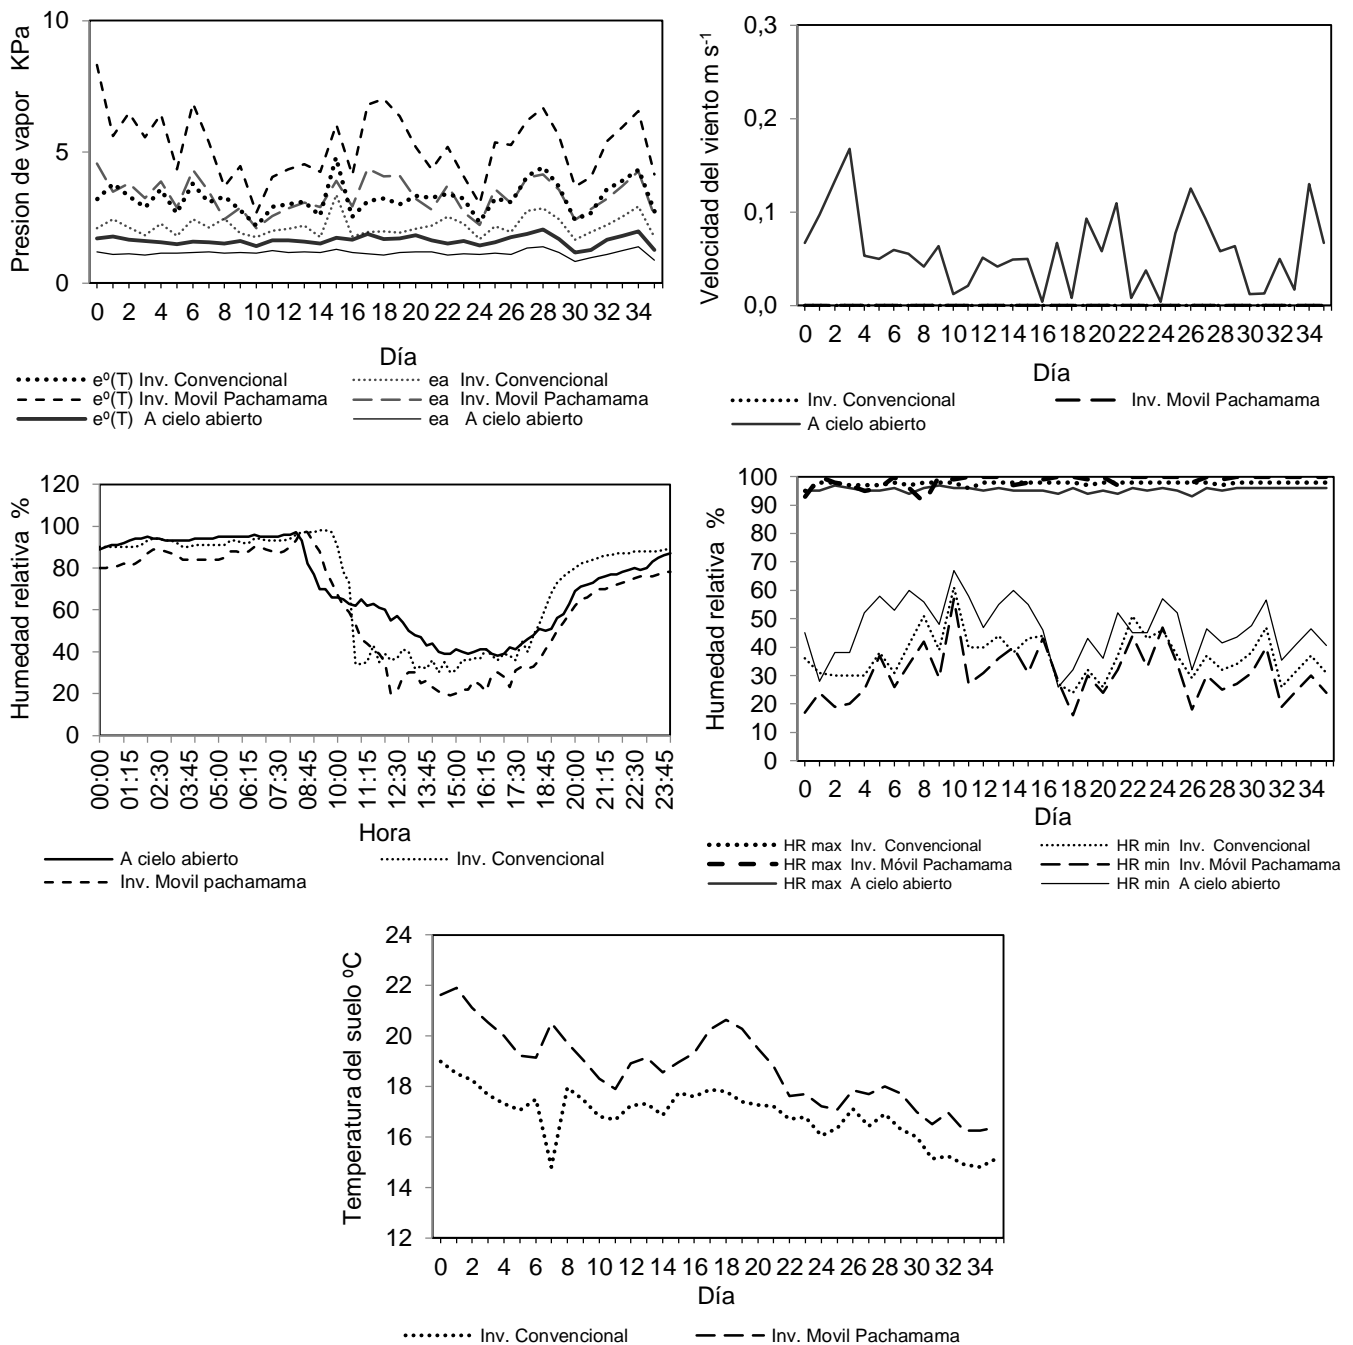 Presion de vapor KPa
10
5
0
0 2 4 6 8 10 12 14 16 18 20 22 24 26 28 30 32 34
Día
eº(T) Inv. Convencional
ea Inv. Convencional
eº(T) Inv. Movil Pachamama
ea Inv. Movil Pachamama
eº(T) A cielo abierto
ea A cielo abierto
Velocidad del viento m s-1
0,3
0,2
0,1
0,0
0 2 4 6 8 10 12 14 16 18 20 22 24 26 28 30 32 34
Día
Inv. Convencional
Inv. Movil Pachamama
A cielo abierto
Humedad relativa %
120
100
80
60
40
20
0
00:00 01:15 02:30 03:45 05:00 06:15 07:30 08:45 10:00 11:15 12:30 13:45 15:00 16:15 17:30 18:45 20:00 21:15 22:30 23:45
Hora
A cielo abierto
Inv. Convencional
Inv. Movil pachamama
Humedad relativa %
100
90
80
70
60
50
40
30
20
10
0
0 2 4 6 8 10 12 14 16 18 20 22 24 26 28 30 32 34
Día
HR max Inv. Convencional
HR min Inv. Convencional
HR max Inv. Móvil Pachamama
HR min Inv. Móvil Pachamama
HR max A cielo abierto
HR min A cielo abierto
Temperatura del suelo ºC
24
22
20
18
16
14
12
0 2 4 6 8 10 12 14 16 18 20 22 24 26 28 30 32 34
Día
Inv. Convencional
Inv. Movil Pachamama